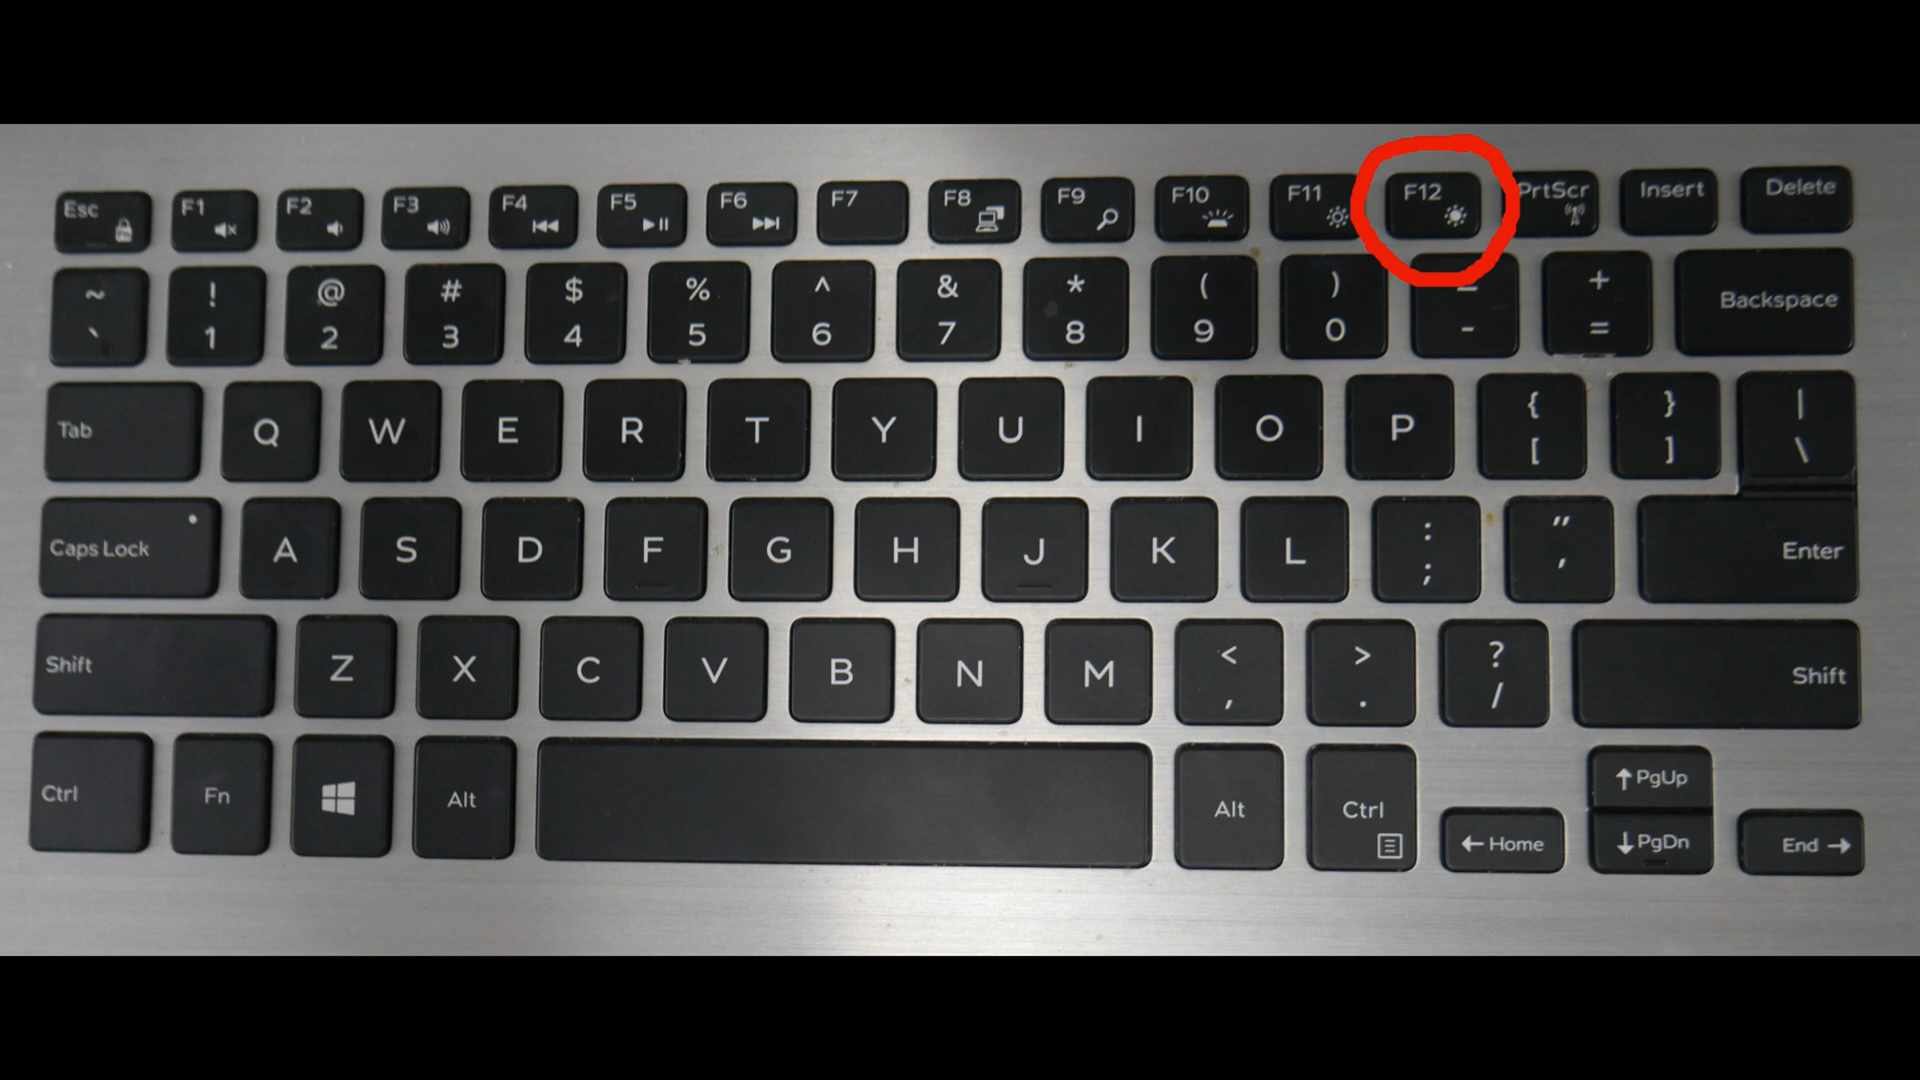 Esc F1 F2 F3 F4 F5 F6 F7 F8 F9 F10 F11 F12 PrtScr Insert Delete
~ ! @ # $ % ^ & * ( ) _ +
` 1 2 3 4 5 6 7 8 9 0 - = Backspace
{ } |
Tab Q W E R T Y U I O P [ ] \
: "
Caps Lock A S D F G H J K L ; ' Enter
< > ?
Shift Z X C V B N M , . / Shift
↑PgUp
Ctrl Fn Alt Alt Ctrl ←Home ↓PgDn End→